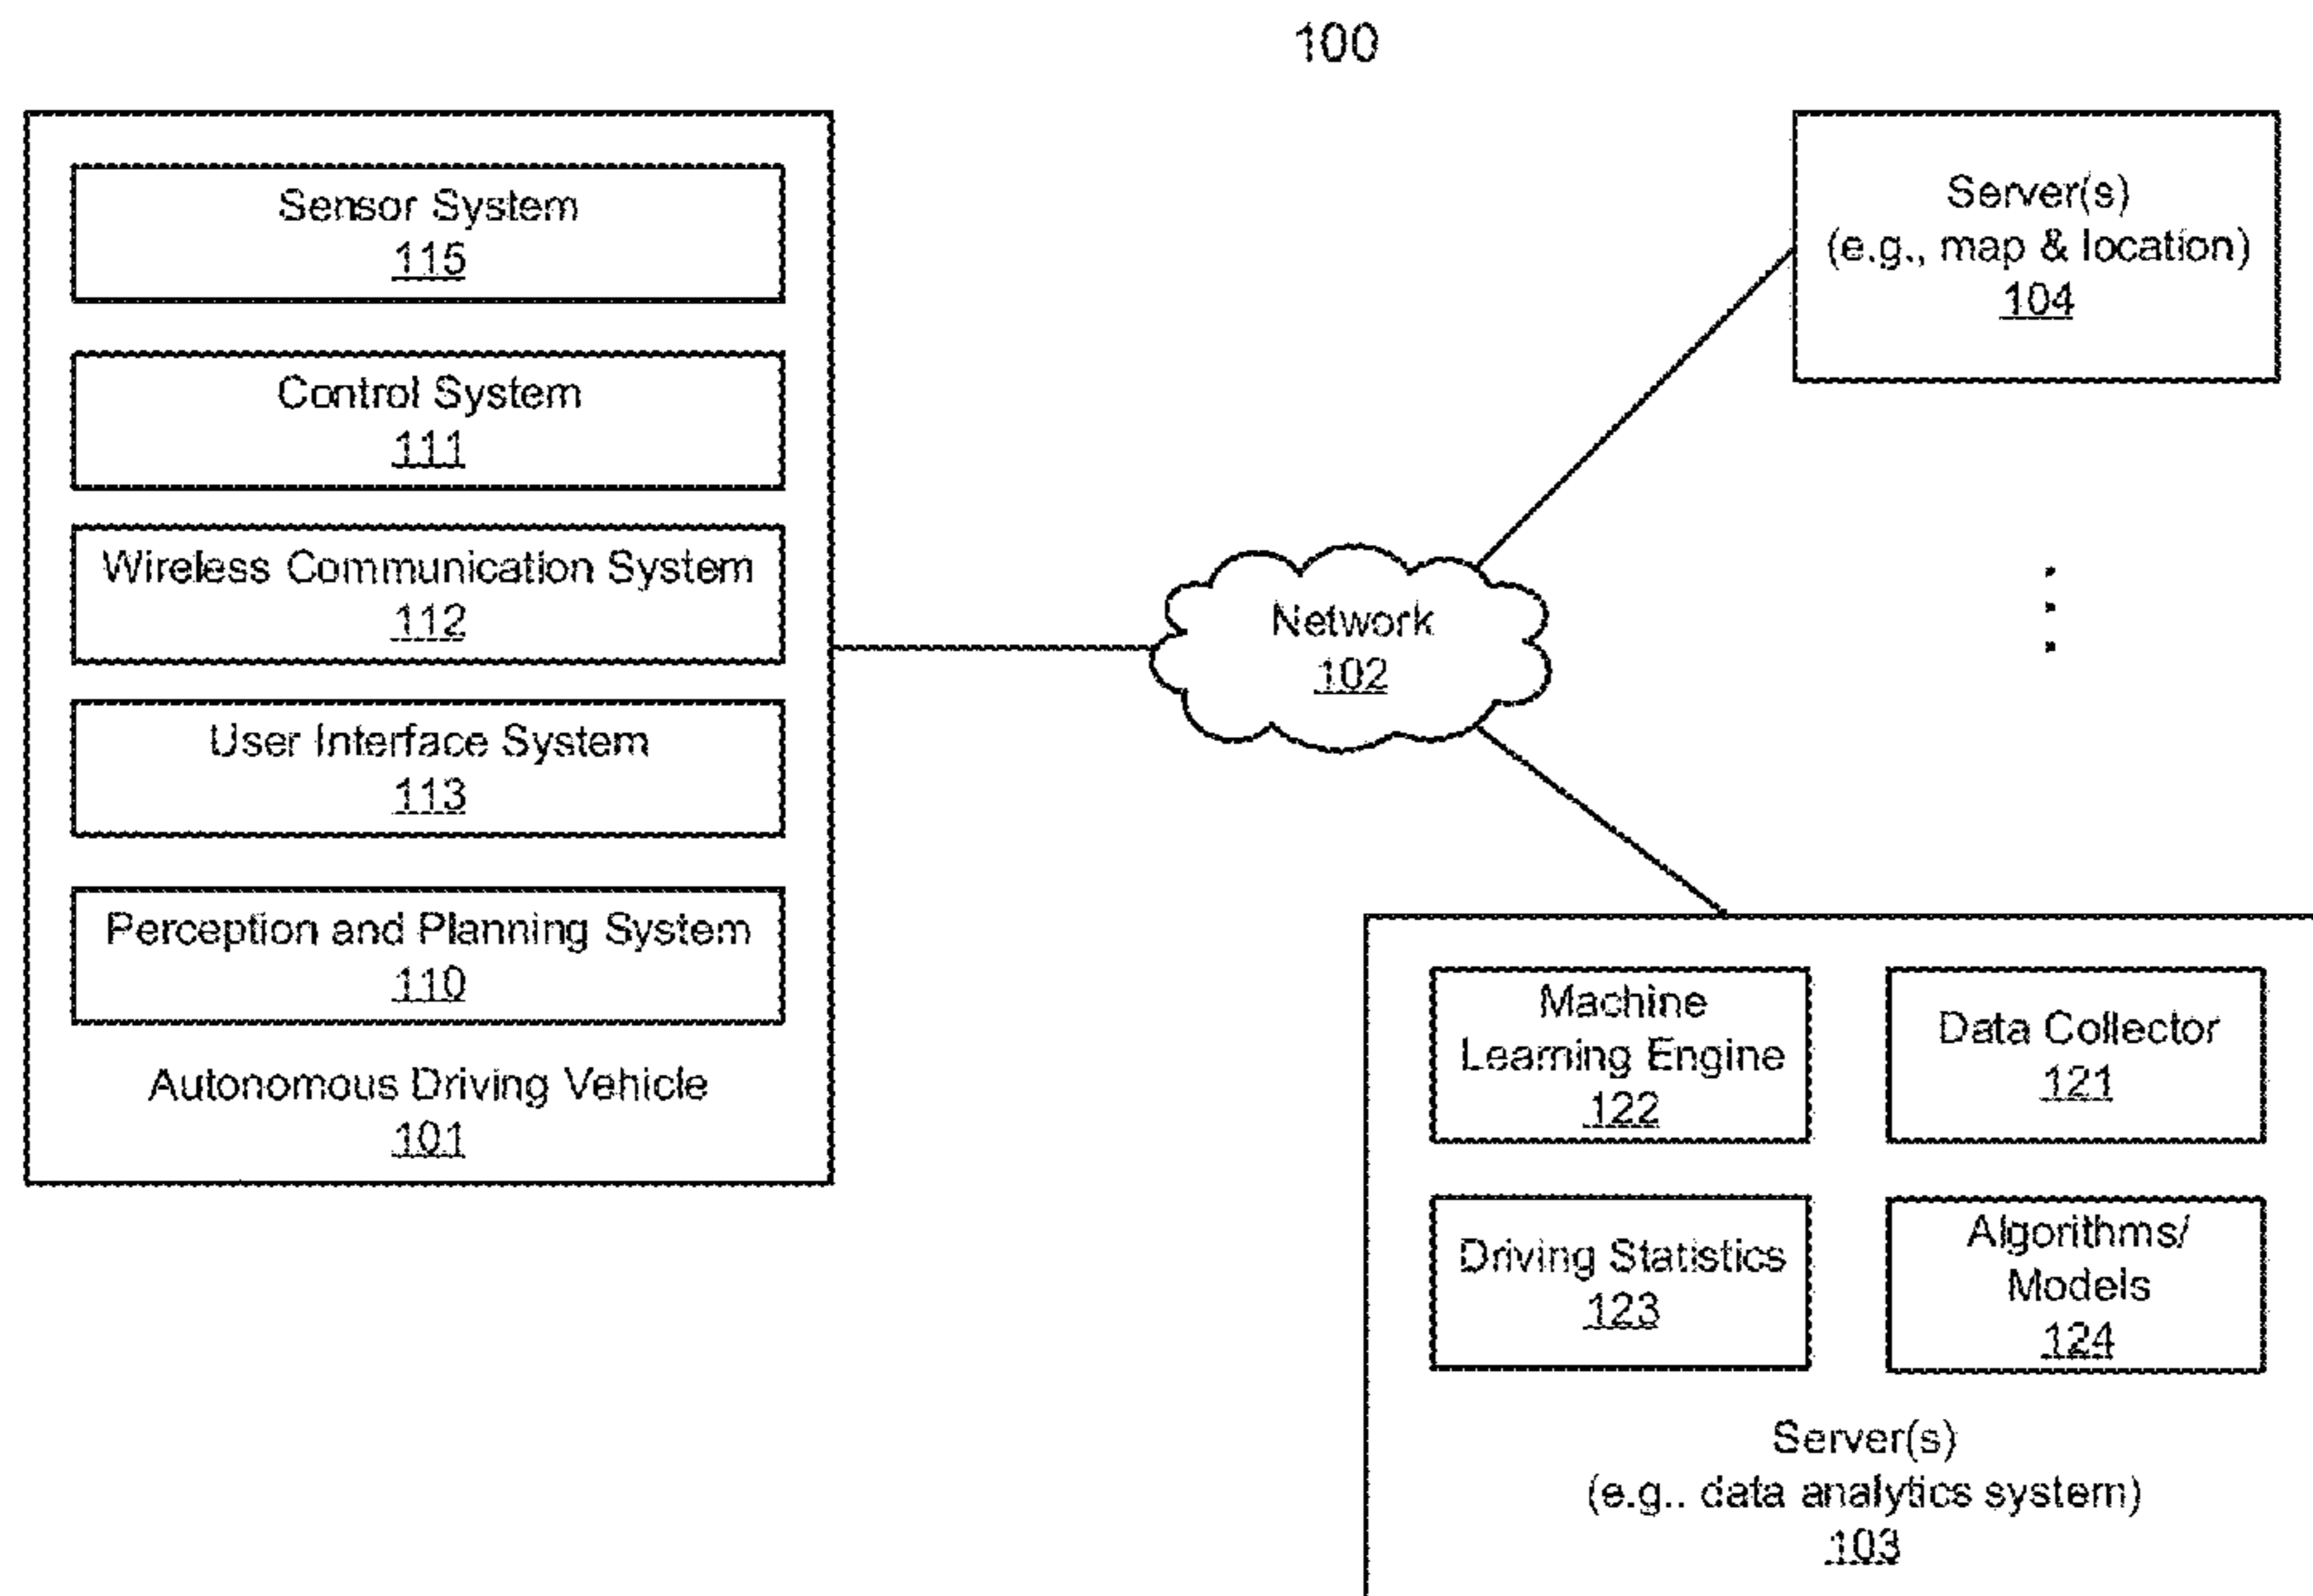 100
Sensor System
115
Control System
111
Wireless Communication System
112
User Interface System
113
Perception and Planning System
110
Autonomous Driving Vehicle
101
Network
102
Server(s)
(e.g., map & location)
104
Machine
Learning Engine
122
Data Collector
121
Driving Statistics
123
Algorithms/
Models
124
Server(s)
(e.g.. data analytics system)
103